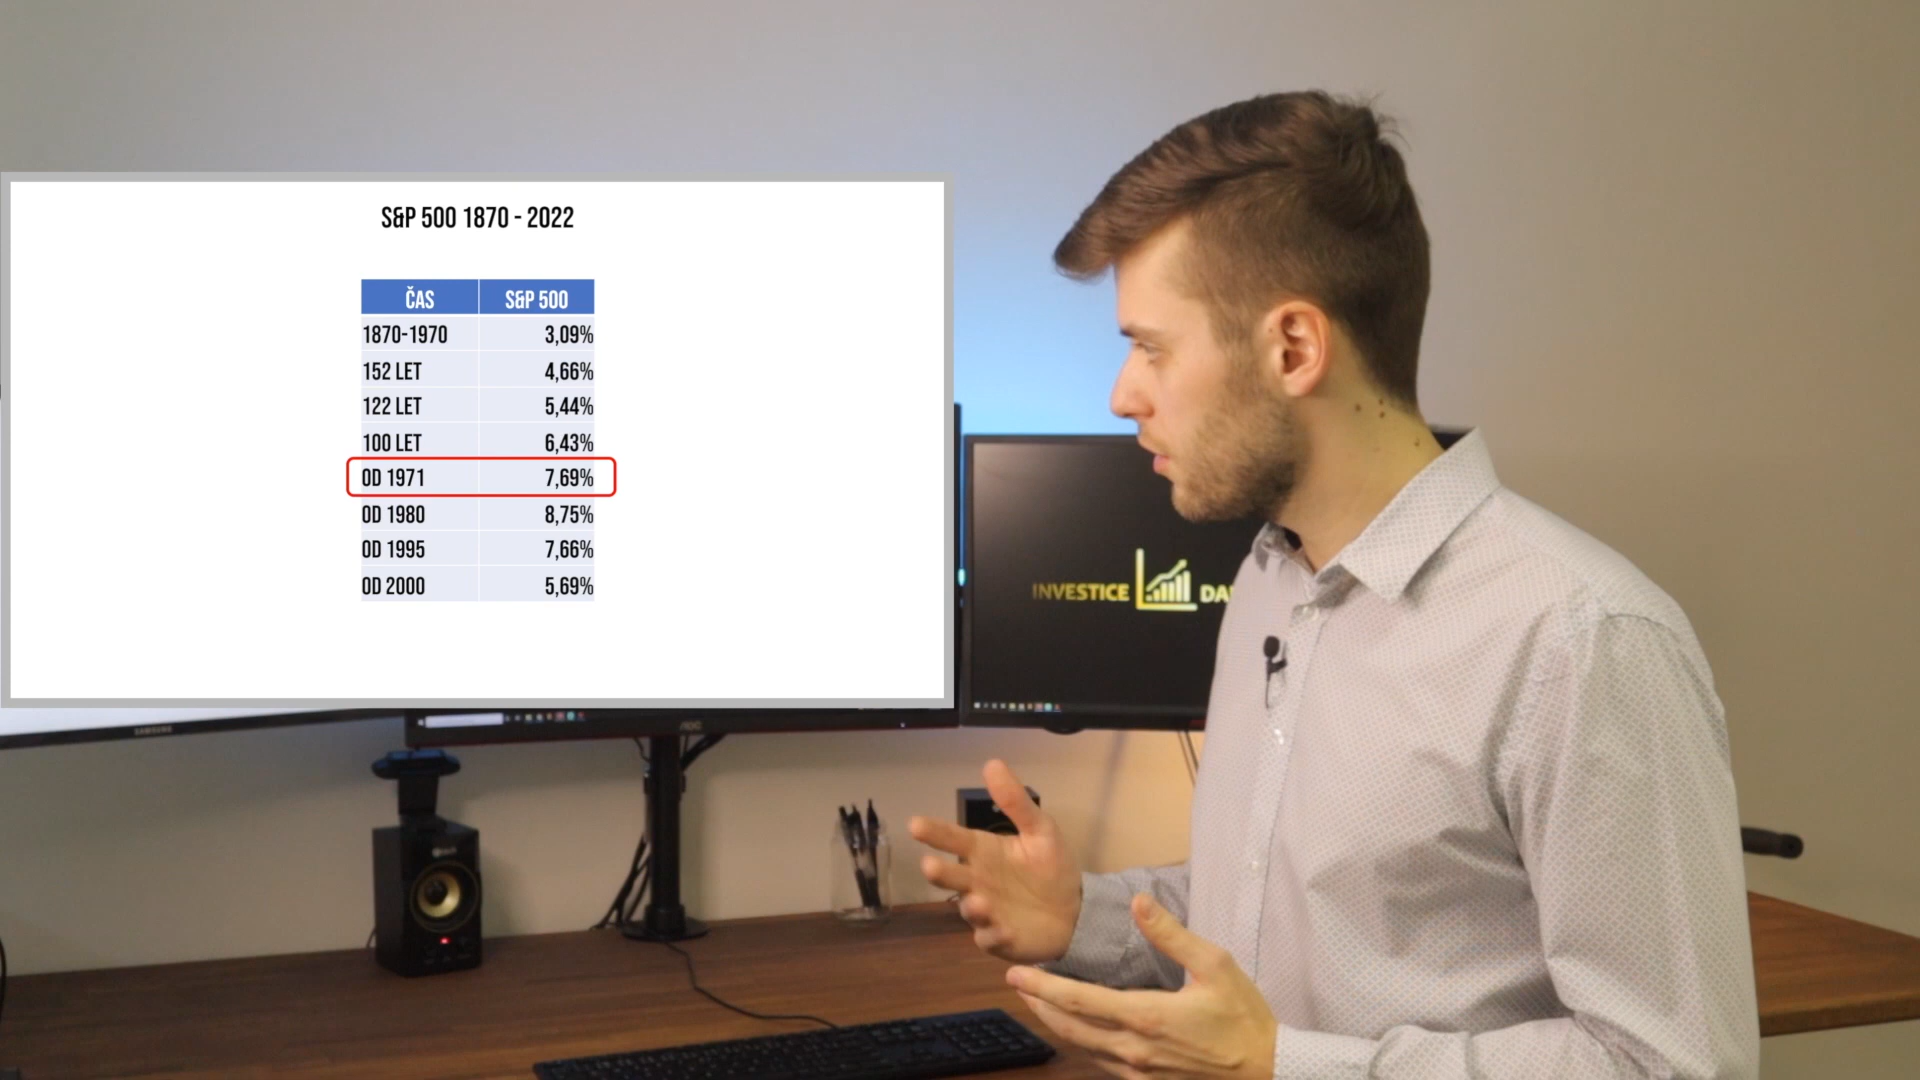 S&P 500 1870 - 2022
ČAS S&P 500
1870-1970 3,09%
152 LET 4,66%
122 LET 5,44%
100 LET 6,43%
OD 1971 7,69%
OD 1980 8,75%
OD 1995 7,66%
OD 2000 5,69%
INVESTICE DA
SAMSUNG
AOC